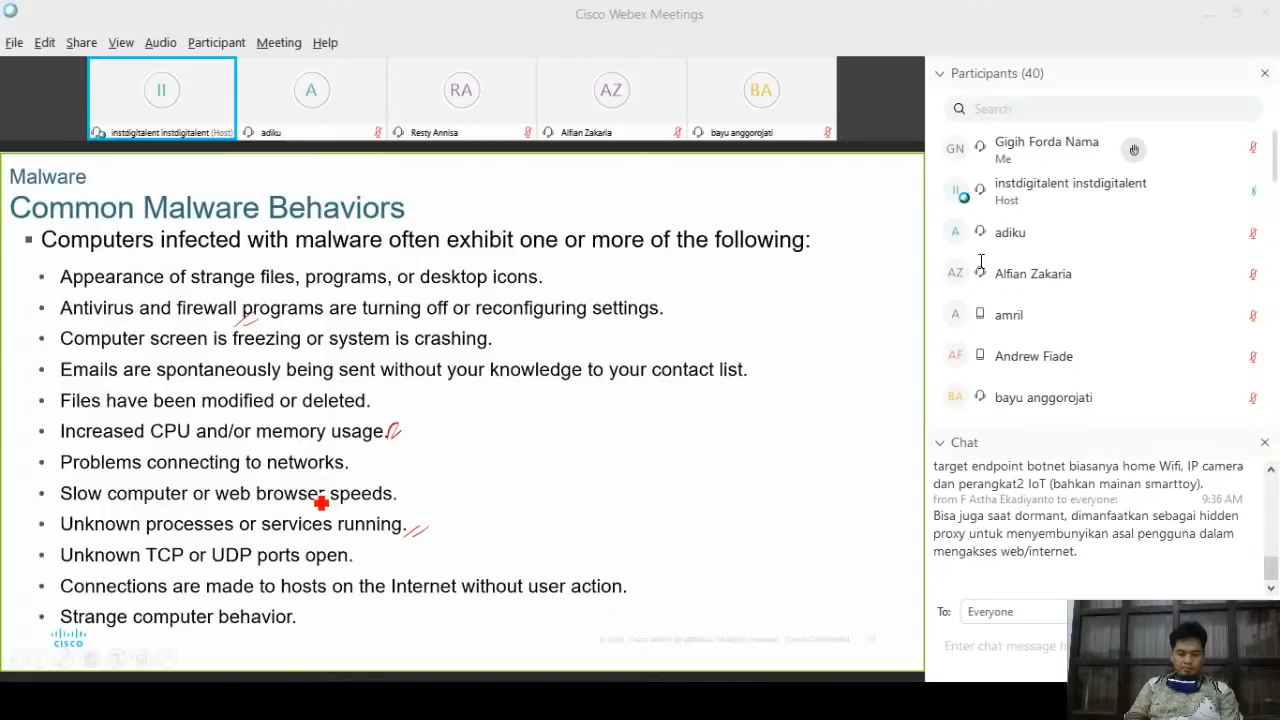 Cisco Webex Meetings
File Edit Share View Audio Participant Meeting Help
II A RA AZ BA
instdigitalent instdigitalent (Host) adiku Resty Annisa Alfian Zakaria bayu anggorojati
Malware
Common Malware Behaviors
▪ Computers infected with malware often exhibit one or more of the following:
• Appearance of strange files, programs, or desktop icons.
• Antivirus and firewall programs are turning off or reconfiguring settings.
• Computer screen is freezing or system is crashing.
• Emails are spontaneously being sent without your knowledge to your contact list.
• Files have been modified or deleted.
• Increased CPU and/or memory usage.
• Problems connecting to networks.
• Slow computer or web browser speeds.
• Unknown processes or services running.
• Unknown TCP or UDP ports open.
• Connections are made to hosts on the Internet without user action.
• Strange computer behavior.
CISCO
Participants (40)
Search
GN Gigih Forda Nama
Me
II instdigitalent instdigitalent
Host
A adiku
AZ Alfian Zakaria
A amril
AF Andrew Fiade
BA bayu anggorojati
Chat
target endpoint botnet biasanya home Wifi, IP camera
dan perangkat2 IoT (bahkan mainan smarttoy).
from F Astha Ekadiyanto to everyone: 9:36 AM
Bisa juga saat dormant, dimanfaatkan sebagai hidden
proxy untuk menyembunyikan asal pengguna dalam
mengakses web/internet.
To: Everyone
Enter chat message h